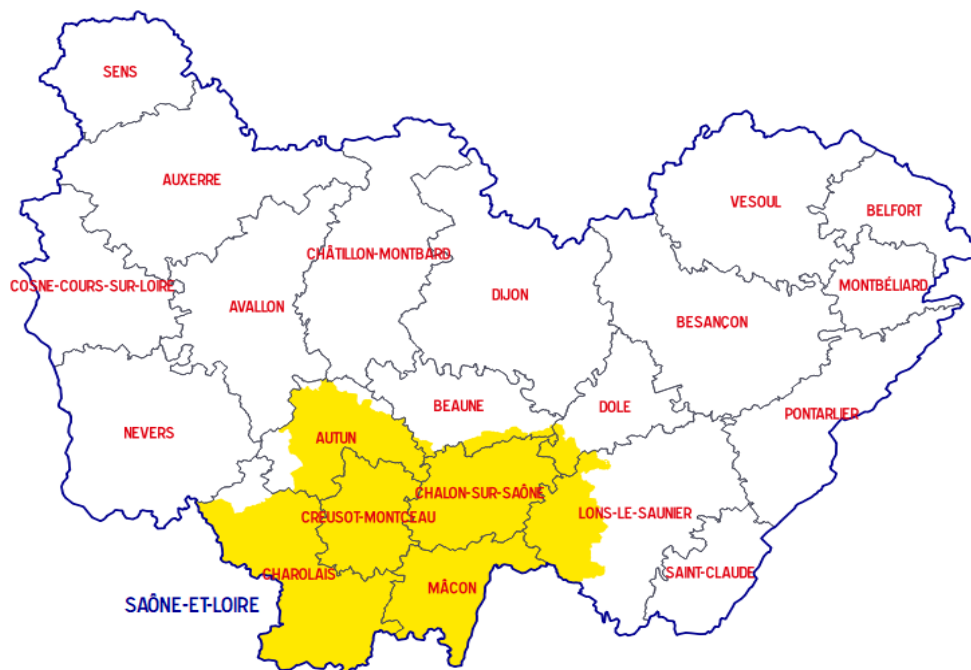 SENS
AUXERRE
VESOUL
BELFORT
CHÂTILLON-MONTBARD
COSNE-COURS-SUR-LOIRE
MONTBÉLIARD
AVALLON
DIJON
BESANÇON
BEAUNE
DOLE
PONTARLIER
NEVERS
AUTUN
CHALON-SUR-SAÔNE
CREUSOT-MONTCEAU
LONS-LE-SAUNIER
CHAROLAIS
SAINT-CLAUDE
MÂCON
SAÔNE-ET-LOIRE